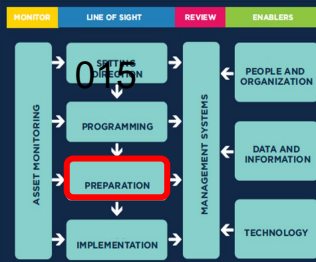 MONITOR
LINE OF SIGHT
REVIEW
ENABLERS
ASSET MONITORING
SETTING
DIRECTION
015
PROGRAMMING
PREPARATION
IMPLEMENTATION
MANAGEMENT SYSTEMS
PEOPLE AND
ORGANIZATION
DATA AND
INFORMATION
TECHNOLOGY